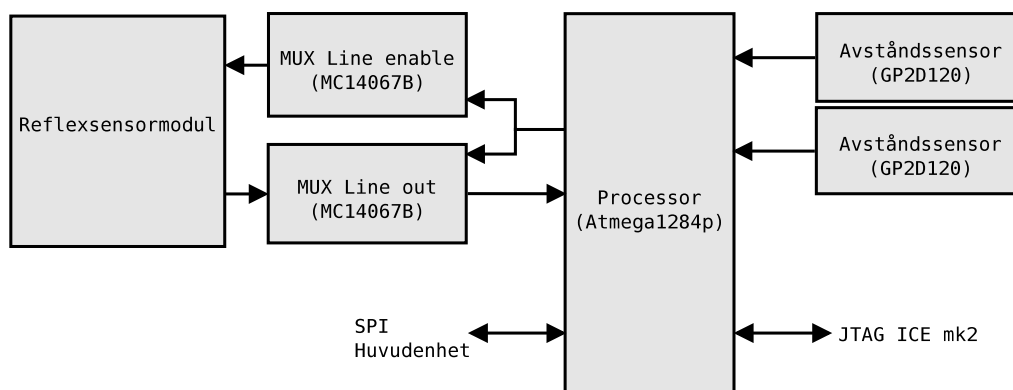 Reflexsensormodul
MUX Line enable
(MC14067B)
MUX Line out
(MC14067B)
Processor
(Atmega1284p)
Avståndssensor
(GP2D120)
Avståndssensor
(GP2D120)
SPI
Huvudenhet
JTAG ICE mk2